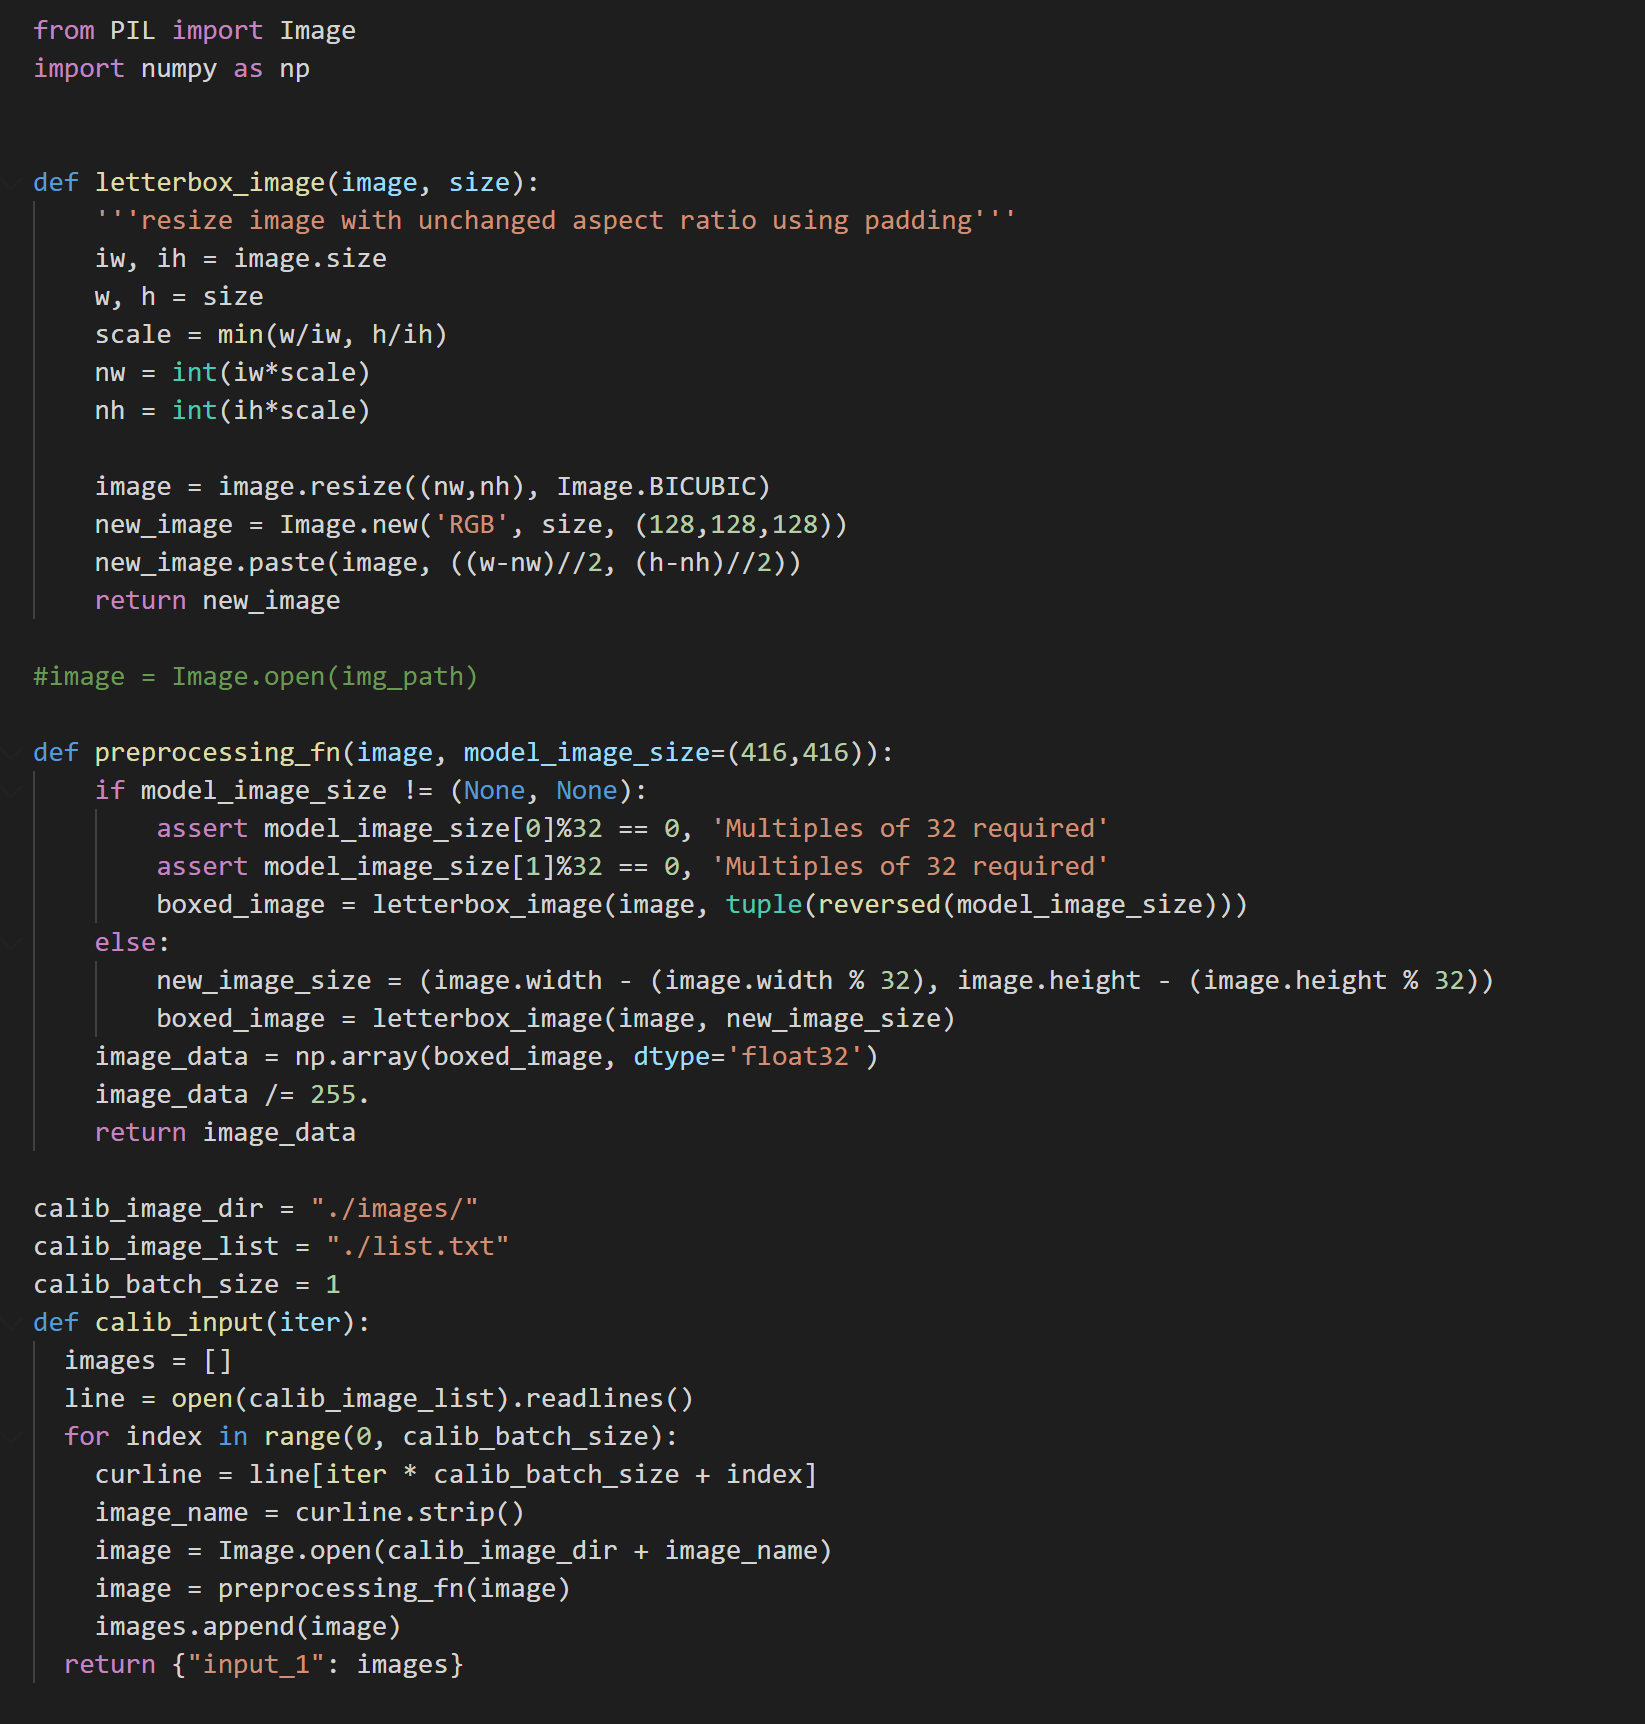 from PIL import Image
import numpy as np
def letterbox_image(image, size):
    '''resize image with unchanged aspect ratio using padding'''
    iw, ih = image.size
    w, h = size
    scale = min(w/iw, h/ih)
    nw = int(iw*scale)
    nh = int(ih*scale)
    image = image.resize((nw,nh), Image.BICUBIC)
    new_image = Image.new('RGB', size, (128,128,128))
    new_image.paste(image, ((w-nw)//2, (h-nh)//2))
    return new_image
#image = Image.open(img_path)
def preprocessing_fn(image, model_image_size=(416,416)):
    if model_image_size != (None, None):
        assert model_image_size[0]%32 == 0, 'Multiples of 32 required'
        assert model_image_size[1]%32 == 0, 'Multiples of 32 required'
        boxed_image = letterbox_image(image, tuple(reversed(model_image_size)))
    else:
        new_image_size = (image.width - (image.width % 32), image.height - (image.height % 32))
        boxed_image = letterbox_image(image, new_image_size)
    image_data = np.array(boxed_image, dtype='float32')
    image_data /= 255.
    return image_data
calib_image_dir = "./images/"
calib_image_list = "./list.txt"
calib_batch_size = 1
def calib_input(iter):
  images = []
  line = open(calib_image_list).readlines()
  for index in range(0, calib_batch_size):
    curline = line[iter * calib_batch_size + index]
    image_name = curline.strip()
    image = Image.open(calib_image_dir + image_name)
    image = preprocessing_fn(image)
    images.append(image)
  return {"input_1": images}